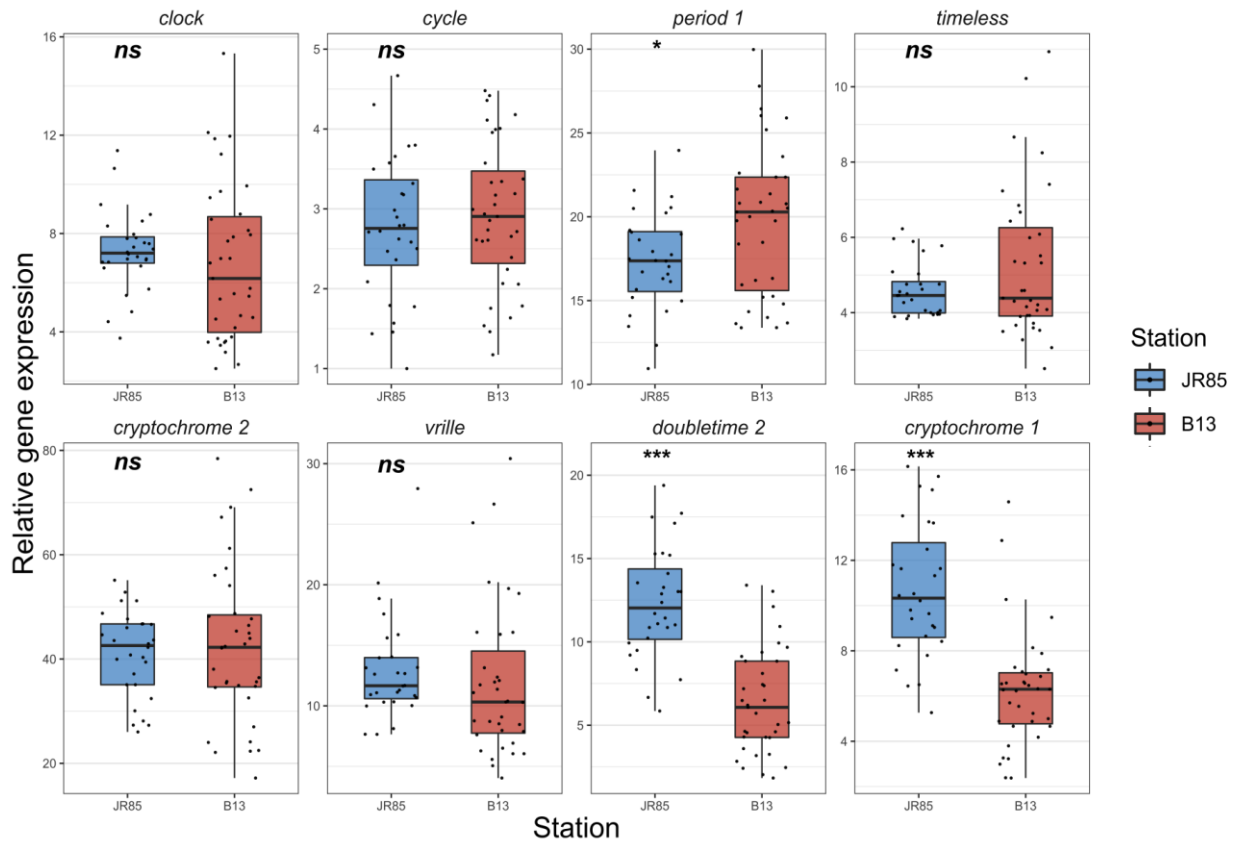 clock
cycle
period 1
timeless
16
12
8
4
ns
JR85
B13
5
4
3
2
1
ns
JR85
B13
30
25
20
15
10
*
JR85
B13
10
8
6
4
ns
JR85
B13
Relative gene expression
Station
JR85
B13
cryptochrome 2
vrille
doubletime 2
cryptochrome 1
80
60
40
20
ns
JR85
B13
30
20
10
ns
JR85
B13
20
15
10
5
***
JR85
B13
16
12
8
4
***
JR85
B13
Station